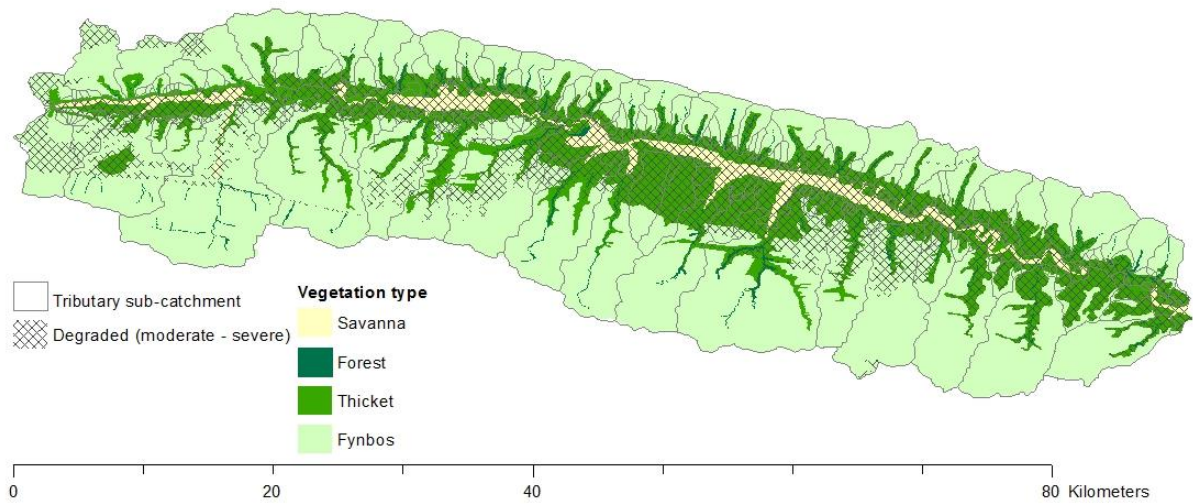 Tributary sub-catchment
Degraded (moderate - severe)
Vegetation type
Savanna
Forest
Thicket
Fynbos
0 20 40 80 Kilometers